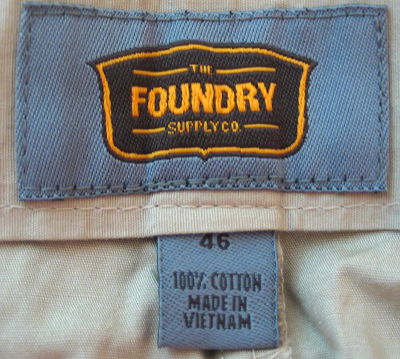 THE
FOUNDRY
SUPPLY CO.
46
100% COTTON
MADE IN
VIETNAM